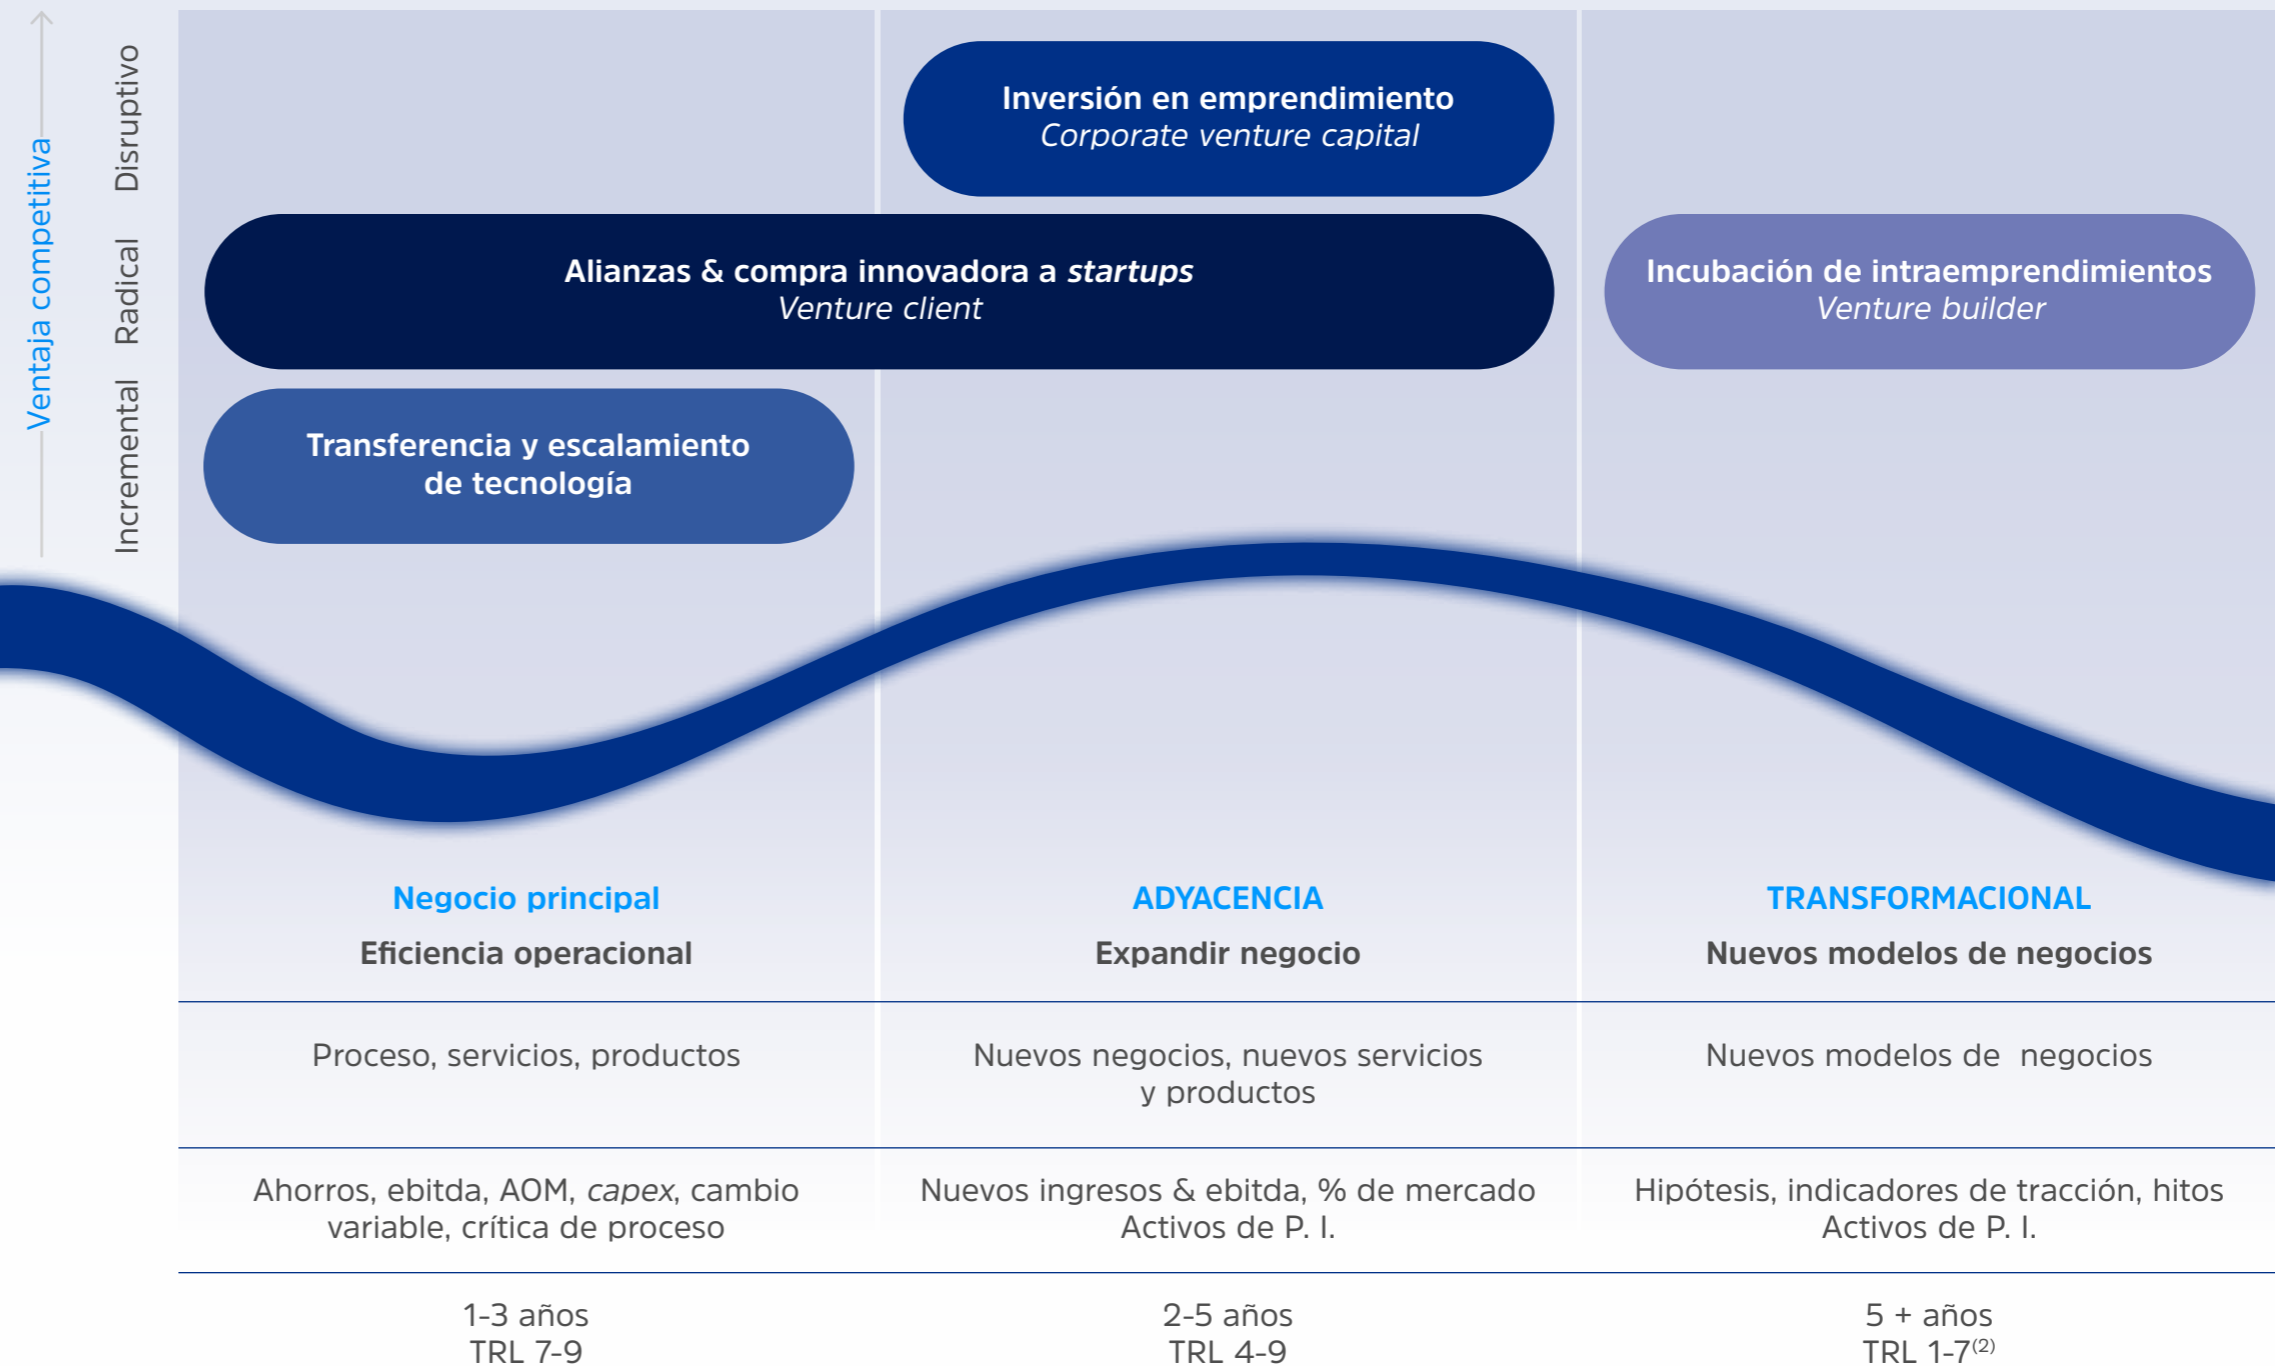 Ventaja competitiva
Disruptivo
Radical
Incremental
Inversión en emprendimiento
Corporate venture capital
Alianzas & compra innovadora a startups
Venture client
Incubación de intraemprendimientos
Venture builder
Transferencia y escalamiento
de tecnología
Negocio principal
Eficiencia operacional
ADYACENCIA
Expandir negocio
TRANSFORMACIONAL
Nuevos modelos de negocios
Proceso, servicios, productos
Nuevos negocios, nuevos servicios
y productos
Nuevos modelos de negocios
Ahorros, ebitda, AOM, capex, cambio
variable, crítica de proceso
Nuevos ingresos & ebitda, % de mercado
Activos de P. I.
Hipótesis, indicadores de tracción, hitos
Activos de P. I.
1-3 años
TRL 7-9
2-5 años
TRL 4-9
5 + años
TRL 1-7(2)